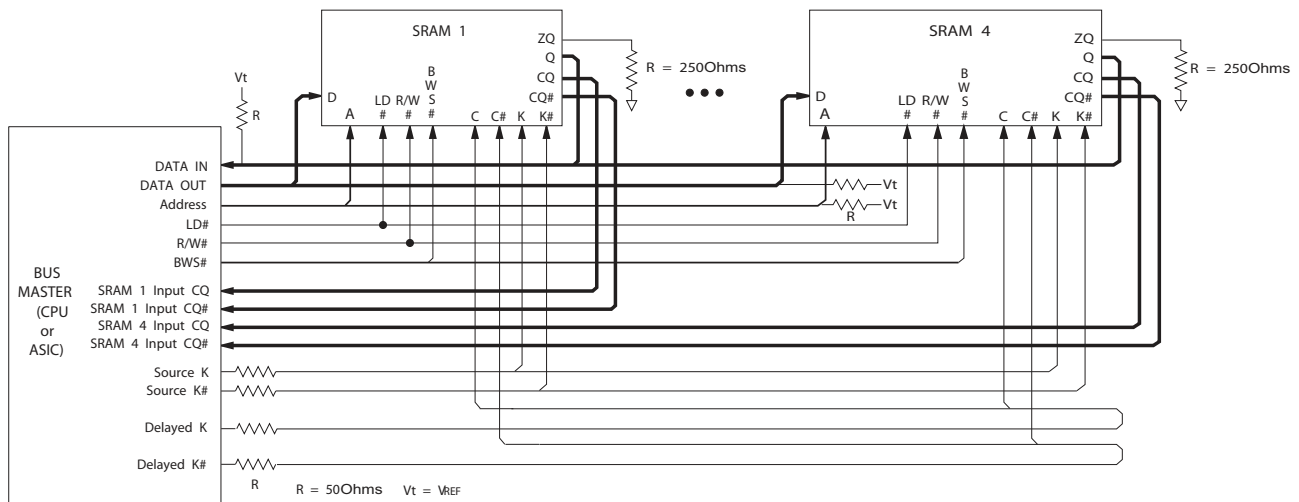 SRAM 1
ZQ
Q
CQ
CQ#
D
A
LD
#
R/W
#
B
W
S
#
C
C#
K
K#
R = 250Ohms
SRAM 4
ZQ
Q
CQ
CQ#
D
A
LD
#
R/W
#
B
W
S
#
C
C#
K
K#
R = 250Ohms
Vt
R
DATA IN
DATA OUT
Address
LD#
R/W#
BWS#
Vt
Vt
R
BUS
MASTER
(CPU
or
ASIC)
SRAM 1 Input CQ
SRAM 1 Input CQ#
SRAM 4 Input CQ
SRAM 4 Input CQ#
Source K
Source K#
Delayed K
Delayed K#
R
R = 50Ohms Vt = VREF